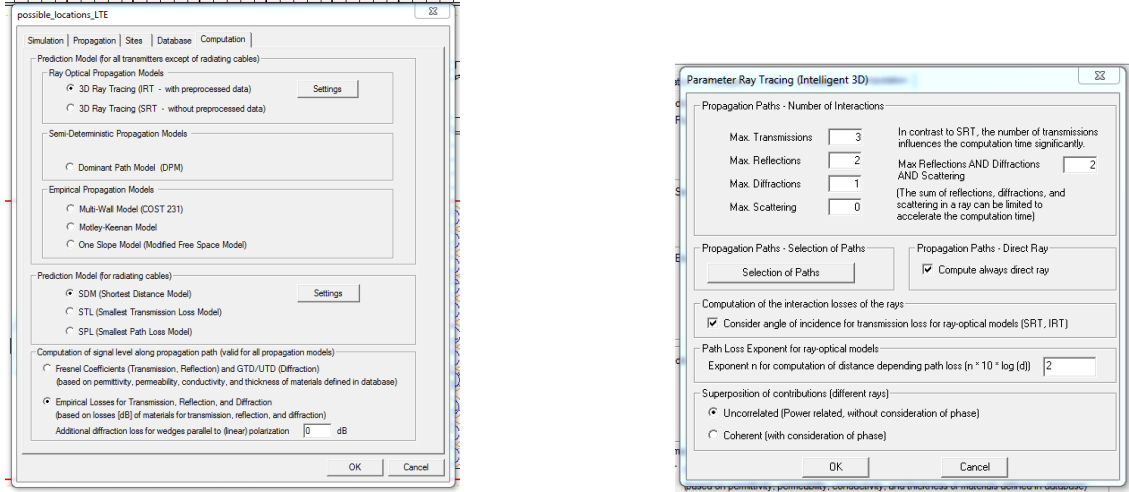 possible_locations_LTE
Simulation Propagation Sites Database Computation
Prediction Model (for all transmitters except of radiating cables)
Ray Optical Propagation Models
3D Ray Tracing (IRT - with preprocessed data) Settings
3D Ray Tracing (SRT - without preprocessed data)
Semi-Deterministic Propagation Models
Dominant Path Model (DPM)
Empirical Propagation Models
Multi-Wall Model (COST 231)
Motley-Keenan Model
One Slope Model (Modified Free Space Model)
Prediction Model (for radiating cables)
SDM (Shortest Distance Model) Settings
STL (Smallest Transmission Loss Model)
SPL (Smallest Path Loss Model)
Computation of signal level along propagation path (valid for all propagation models)
Fresnel Coefficients (Transmission, Reflection) and GTD/UTD (Diffraction)
(based on permittivity, permeability, conductivity, and thickness of materials defined in database)
Empirical Losses for Transmission, Reflection, and Diffraction
(based on losses [dB] of materials for transmission, reflection, and diffraction)
Additional diffraction loss for wedges parallel to (linear) polarization 0 dB
OK Cancel
Parameter Ray Tracing (Intelligent 3D)
Propagation Paths - Number of Interactions
Max. Transmissions 3
Max. Reflections 2
Max. Diffractions 1
Max. Scattering 0
In contrast to SRT, the number of transmissions
influences the computation time significantly.
Max Reflections AND Diffractions 2
AND Scattering
(The sum of reflections, diffractions, and
scattering in a ray can be limited to
accelerate the computation time)
Propagation Paths - Selection of Paths
Selection of Paths
Propagation Paths - Direct Ray
Compute always direct ray
Computation of the interaction losses of the rays
Consider angle of incidence for transmission loss for ray-optical models (SRT, IRT)
Path Loss Exponent for ray-optical models
Exponent n for computation of distance depending path loss (n * 10 * log (d)) 2
Superposition of contributions (different rays)
Uncorrelated (Power related, without consideration of phase)
Coherent (with consideration of phase)
OK Cancel
(based on permittivity, permeability, conductivity, and thickness of materials defined in database)